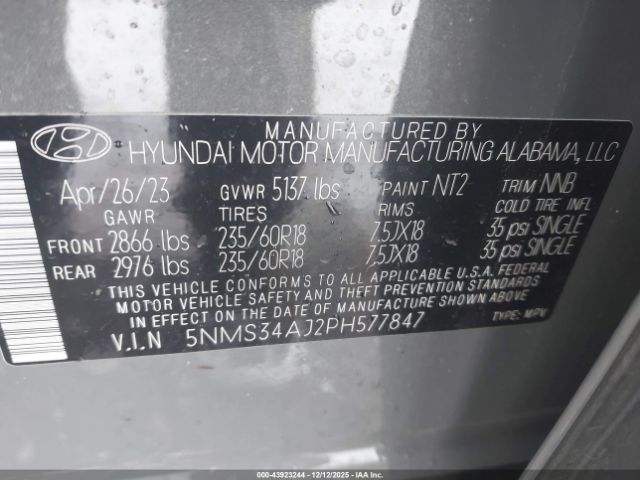 MANUFACTURED BY
HYUNDAI MOTOR MANUFACTURING ALABAMA, LLC
Apr/26/23 GVWR 5137 lbs PAINT NT2 TRIM NNB
GAWR TIRES RIMS COLD TIRE INFL
FRONT 2866 lbs 235/60R18 7.5JX18 35 psi SINGLE
REAR 2976 lbs 235/60R18 7.5JX18 35 psi SINGLE
THIS VEHICLE CONFORMS TO ALL APPLICABLE U.S.A. FEDERAL
MOTOR VEHICLE SAFETY AND THEFT PREVENTION STANDARDS
IN EFFECT ON THE DATE OF MANUFACTURE SHOWN ABOVE.
V.I.N 5NMS34AJ2PH577847 TYPE: MPV
000-43923244 - 12/12/2025 - IAA Inc.